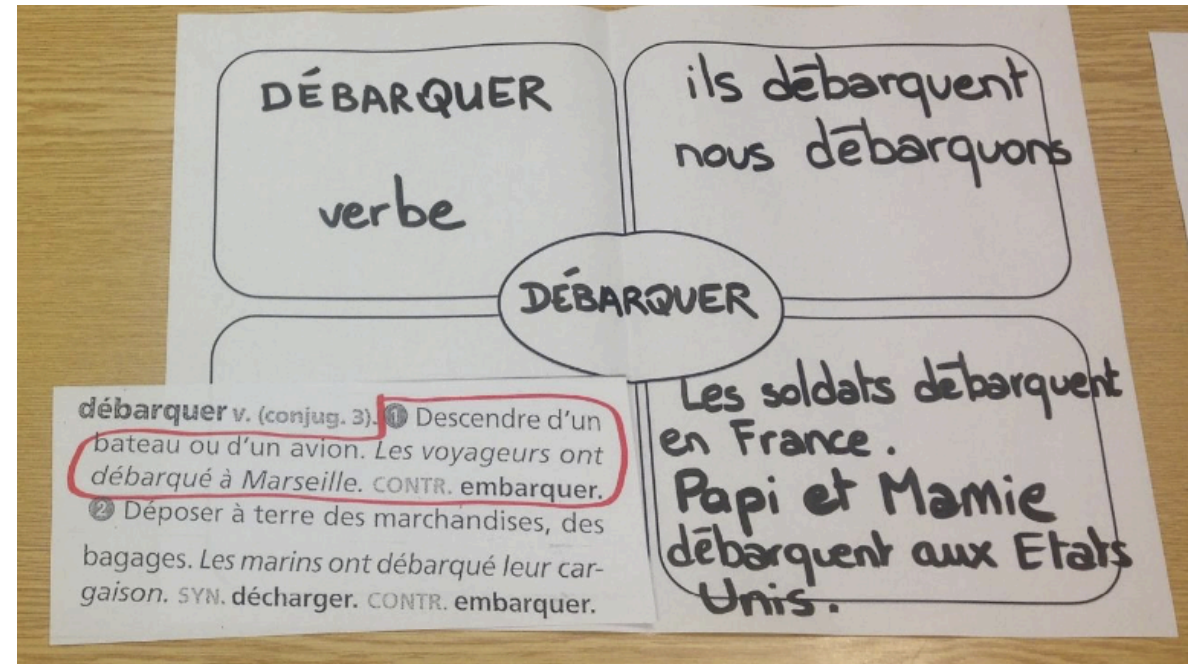 DÉBARQUER
verbe
ils débarquent
nous débarquons
DÉBARQUER
débarquer v. (conjug. 3). ❶ Descendre d'un
bateau ou d'un avion. Les voyageurs ont
débarqué à Marseille. CONTR. embarquer.
❷ Déposer à terre des marchandises, des
bagages. Les marins ont débarqué leur car-
gaison. SYN. décharger. CONTR. embarquer.
Les soldats débarquent
en France.
Papi et Mamie
débarquent aux Etats
Unis.